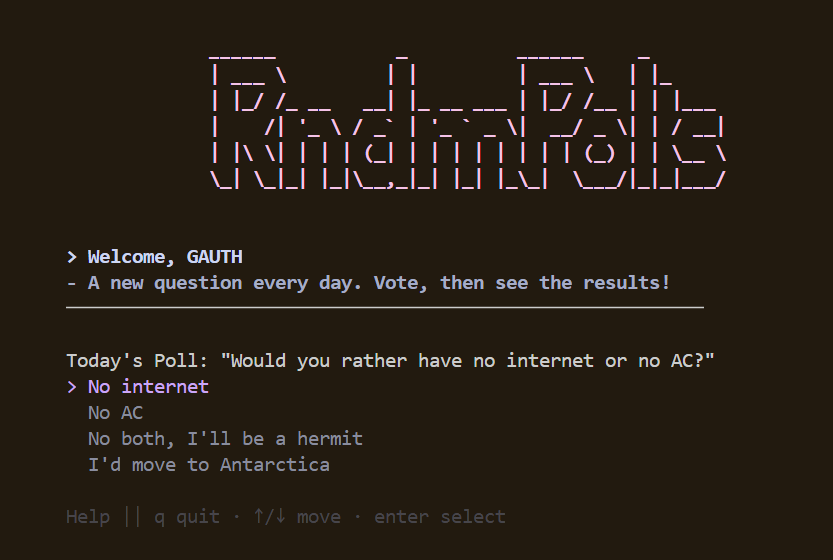 RndmPolls
> Welcome, GAUTH
- A new question every day. Vote, then see the results!
Today's Poll: "Would you rather have no internet or no AC?"
> No internet
No AC
No both, I'll be a hermit
I'd move to Antarctica
Help || q quit · ↑/↓ move · enter select